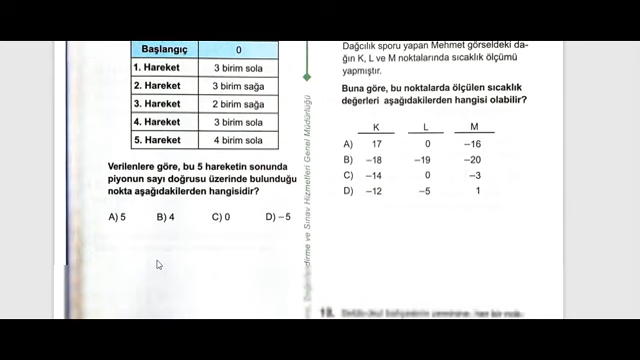 Başlangıç 0
1. Hareket 3 birim sola
2. Hareket 3 birim sağa
3. Hareket 2 birim sağa
4. Hareket 3 birim sola
5. Hareket 4 birim sola
Verilenlere göre, bu 5 hareketin sonunda
piyonun sayı doğrusu üzerinde bulunduğu
nokta aşağıdakilerden hangisidir?
A) 5 B) 4 C) 0 D) –5
Değerlendirme ve Sınav Hizmetleri Genel Müdürlüğü
Dağcılık sporu yapan Mehmet görseldeki da-
ğın K, L ve M noktalarında sıcaklık ölçümü
yapmıştır.
Buna göre, bu noktalarda ölçülen sıcaklık
değerleri aşağıdakilerden hangisi olabilir?
K L M
A) 17 0 –16
B) –18 –19 –20
C) –14 0 –3
D) –12 –5 1
18.